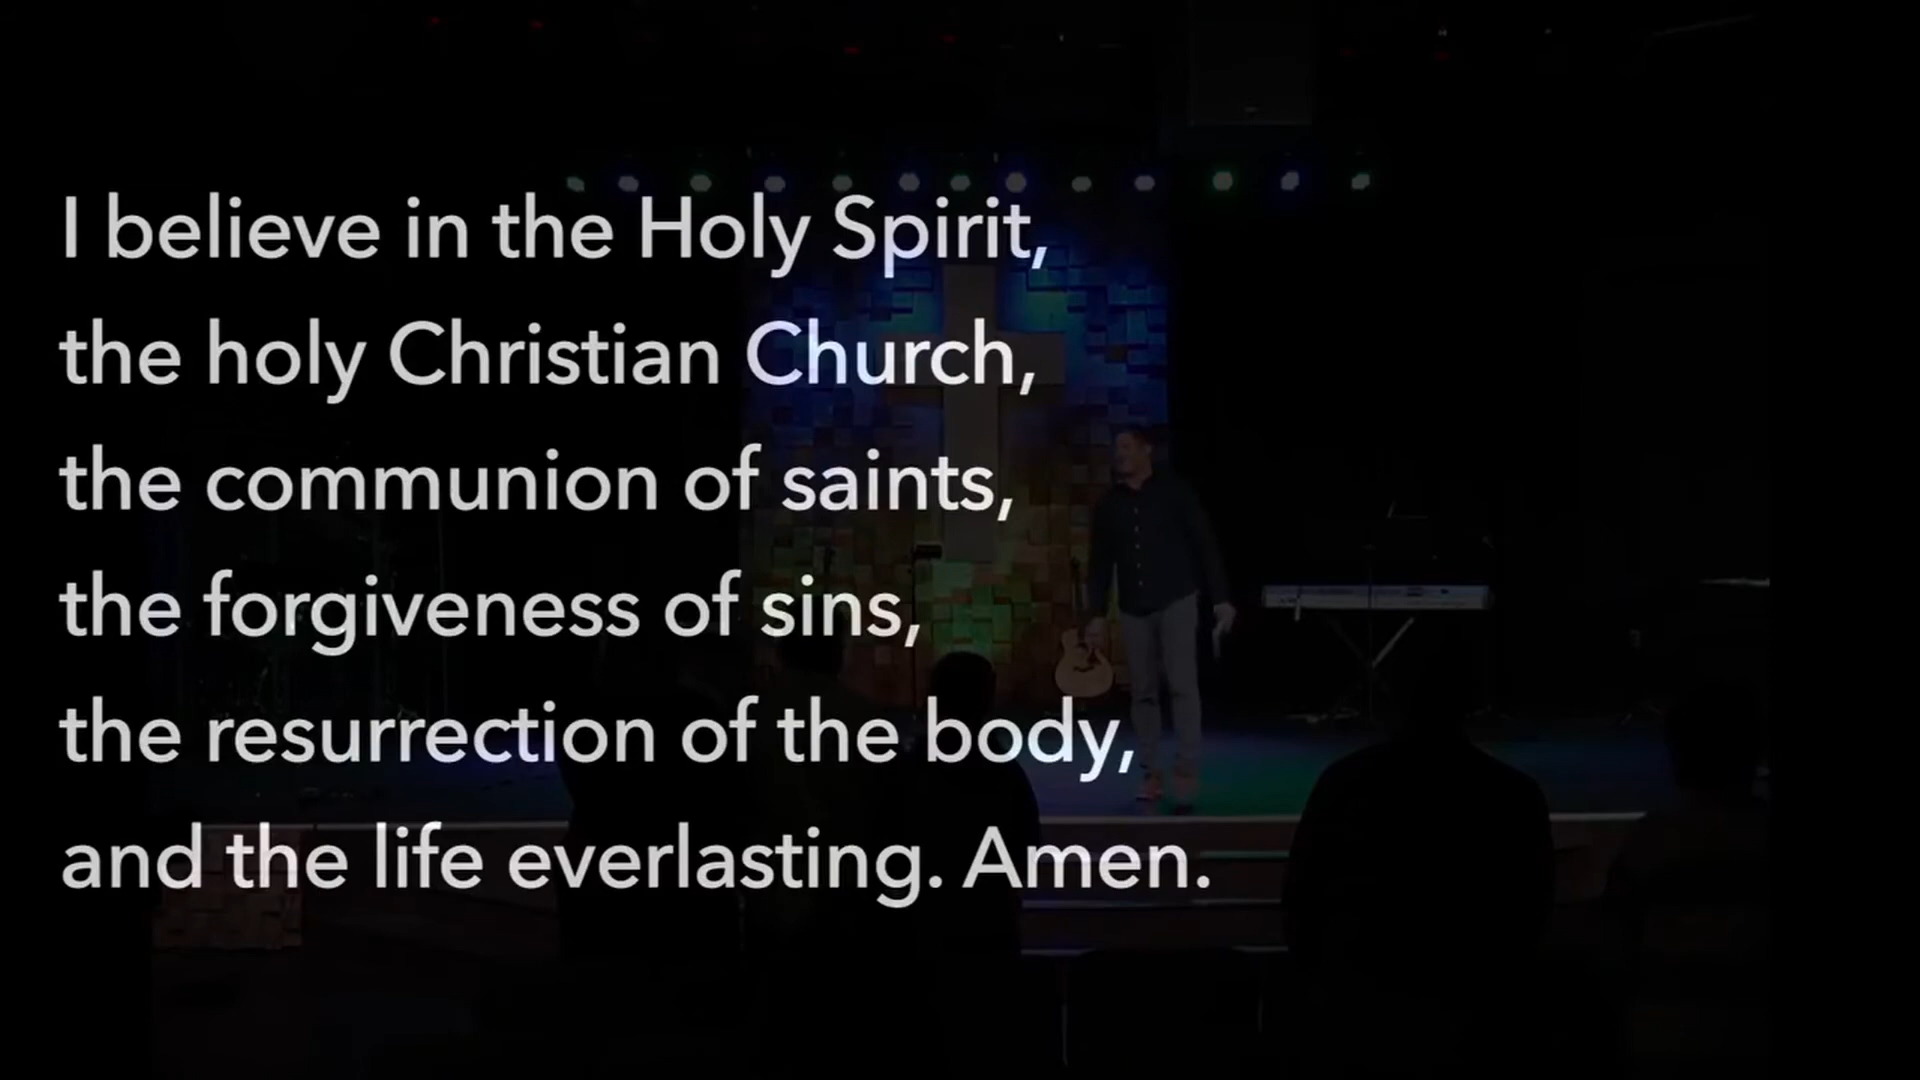 I believe in the Holy Spirit,
the holy Christian Church,
the communion of saints,
the forgiveness of sins,
the resurrection of the body,
and the life everlasting. Amen.